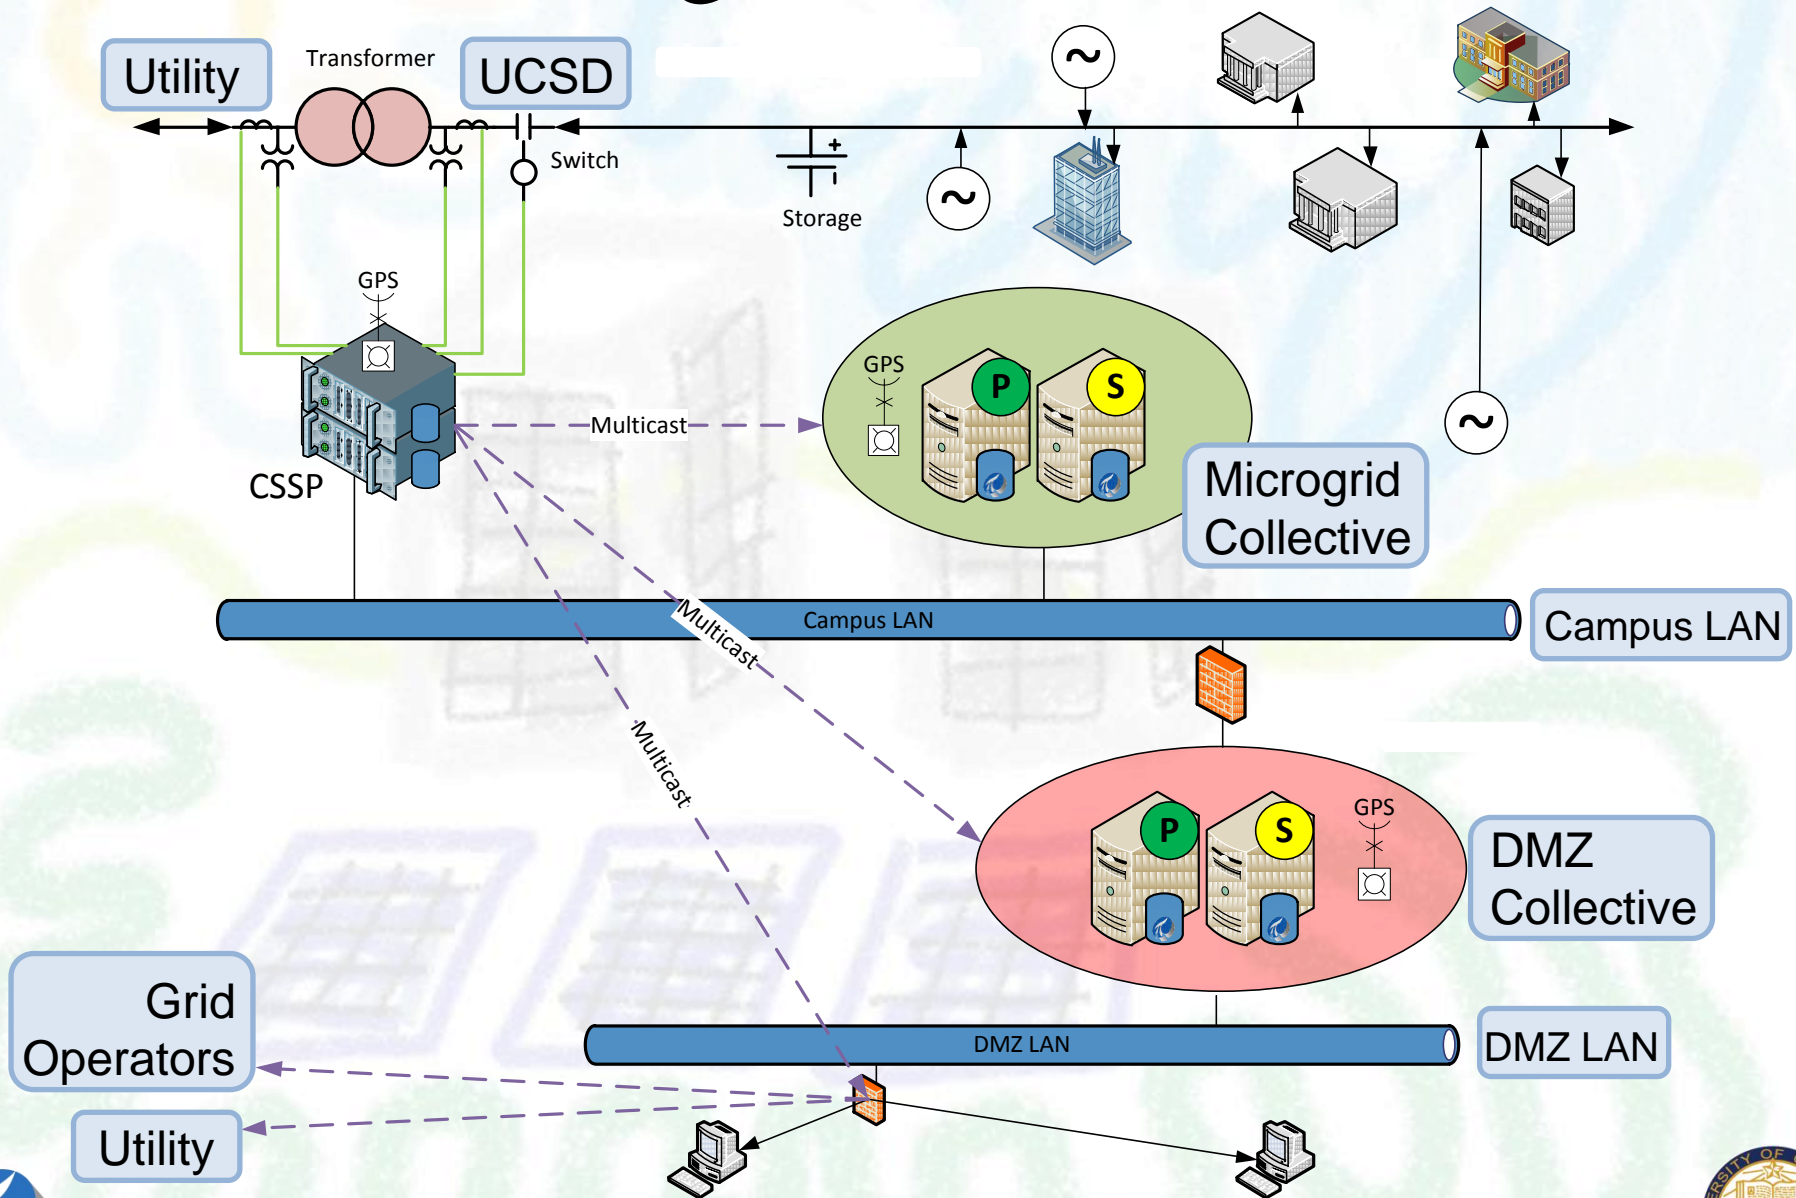 Utility
Transformer
UCSD
~
Switch
+
Storage
~
~
GPS
GPS
P
S
Multicast
CSSP
Microgrid
Collective
Campus LAN
Campus LAN
Multicast
Multicast
P
S
GPS
DMZ
Collective
Grid
Operators
DMZ LAN
DMZ LAN
Utility